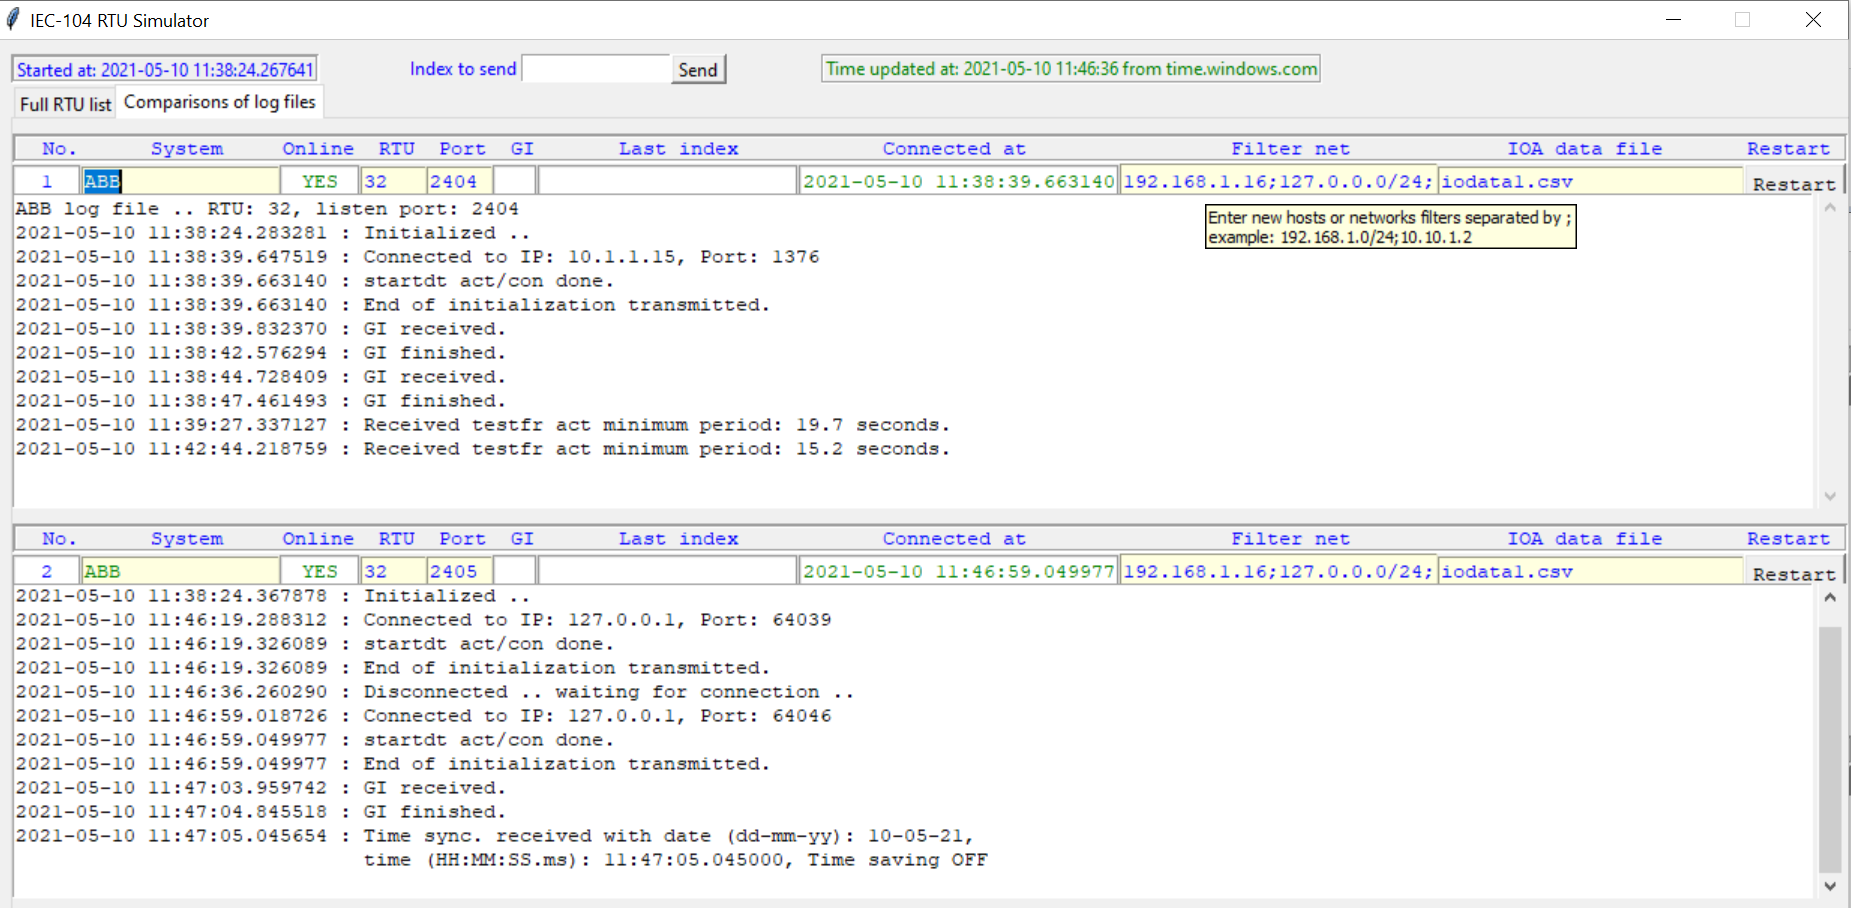 IEC-104 RTU Simulator
Started at: 2021-05-10 11:38:24.267641 Index to send Send Time updated at: 2021-05-10 11:46:36 from time.windows.com
Full RTU list Comparisons of log files
No. System Online RTU Port GI Last index Connected at Filter net IOA data file Restart
1 ABB YES 32 2404 2021-05-10 11:38:39.663140 192.168.1.16;127.0.0.0/24; iodata1.csv Restart
ABB log file .. RTU: 32, listen port: 2404
Enter new hosts or networks filters separated by ;
example: 192.168.1.0/24;10.10.1.2
2021-05-10 11:38:24.283281 : Initialized ..
2021-05-10 11:38:39.647519 : Connected to IP: 10.1.1.15, Port: 1376
2021-05-10 11:38:39.663140 : startdt act/con done.
2021-05-10 11:38:39.663140 : End of initialization transmitted.
2021-05-10 11:38:39.832370 : GI received.
2021-05-10 11:38:42.576294 : GI finished.
2021-05-10 11:38:44.728409 : GI received.
2021-05-10 11:38:47.461493 : GI finished.
2021-05-10 11:39:27.337127 : Received testfr act minimum period: 19.7 seconds.
2021-05-10 11:42:44.218759 : Received testfr act minimum period: 15.2 seconds.
No. System Online RTU Port GI Last index Connected at Filter net IOA data file Restart
2 ABB YES 32 2405 2021-05-10 11:46:59.049977 192.168.1.16;127.0.0.0/24; iodata1.csv Restart
2021-05-10 11:38:24.367878 : Initialized ..
2021-05-10 11:46:19.288312 : Connected to IP: 127.0.0.1, Port: 64039
2021-05-10 11:46:19.326089 : startdt act/con done.
2021-05-10 11:46:19.326089 : End of initialization transmitted.
2021-05-10 11:46:36.260290 : Disconnected .. waiting for connection ..
2021-05-10 11:46:59.018726 : Connected to IP: 127.0.0.1, Port: 64046
2021-05-10 11:46:59.049977 : startdt act/con done.
2021-05-10 11:46:59.049977 : End of initialization transmitted.
2021-05-10 11:47:03.959742 : GI received.
2021-05-10 11:47:04.845518 : GI finished.
2021-05-10 11:47:05.045654 : Time sync. received with date (dd-mm-yy): 10-05-21,
time (HH:MM:SS.ms): 11:47:05.045000, Time saving OFF